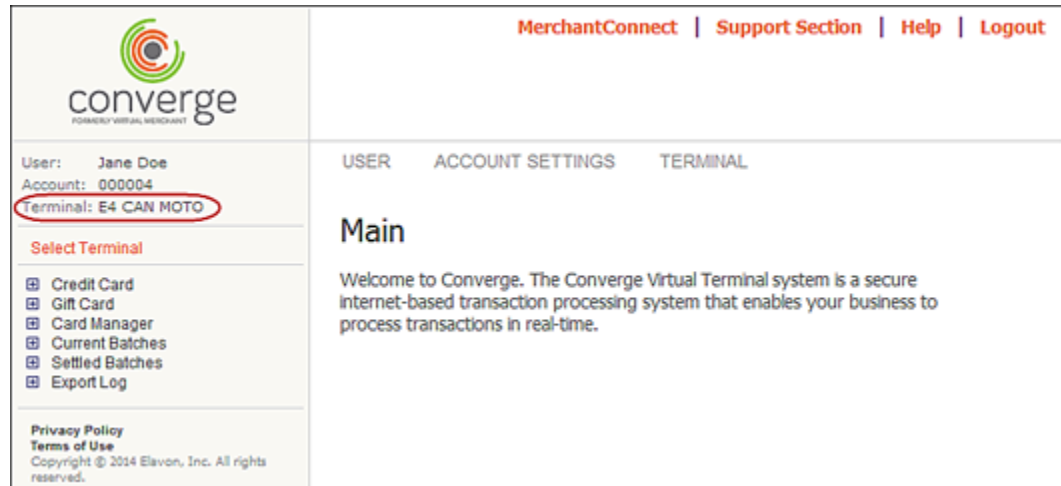 MerchantConnect | Support Section | Help | Logout
converge
FORMERLY VIRTUAL MERCHANT
User: Jane Doe
Account: 000004
Terminal: E4 CAN MOTO
Select Terminal
Credit Card
Gift Card
Card Manager
Current Batches
Settled Batches
Export Log
Privacy Policy
Terms of Use
Copyright © 2014 Elavon, Inc. All rights
reserved.
USER ACCOUNT SETTINGS TERMINAL
Main
Welcome to Converge. The Converge Virtual Terminal system is a secure
internet-based transaction processing system that enables your business to
process transactions in real-time.